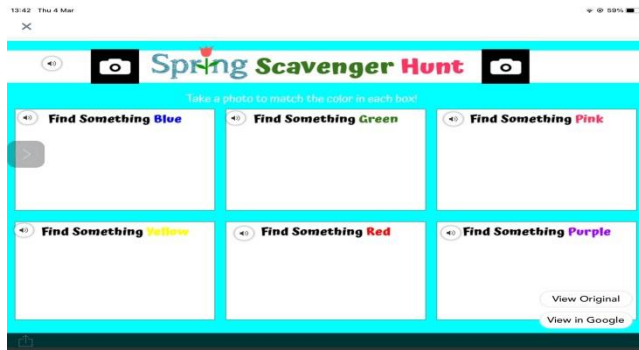 13:42 Thu 4 Mar
59%
Spring Scavenger Hunt
Take a photo to match the color in each box!
Find Something Blue
Find Something Green
Find Something Pink
Find Something Yellow
Find Something Red
Find Something Purple
View Original
View in Google